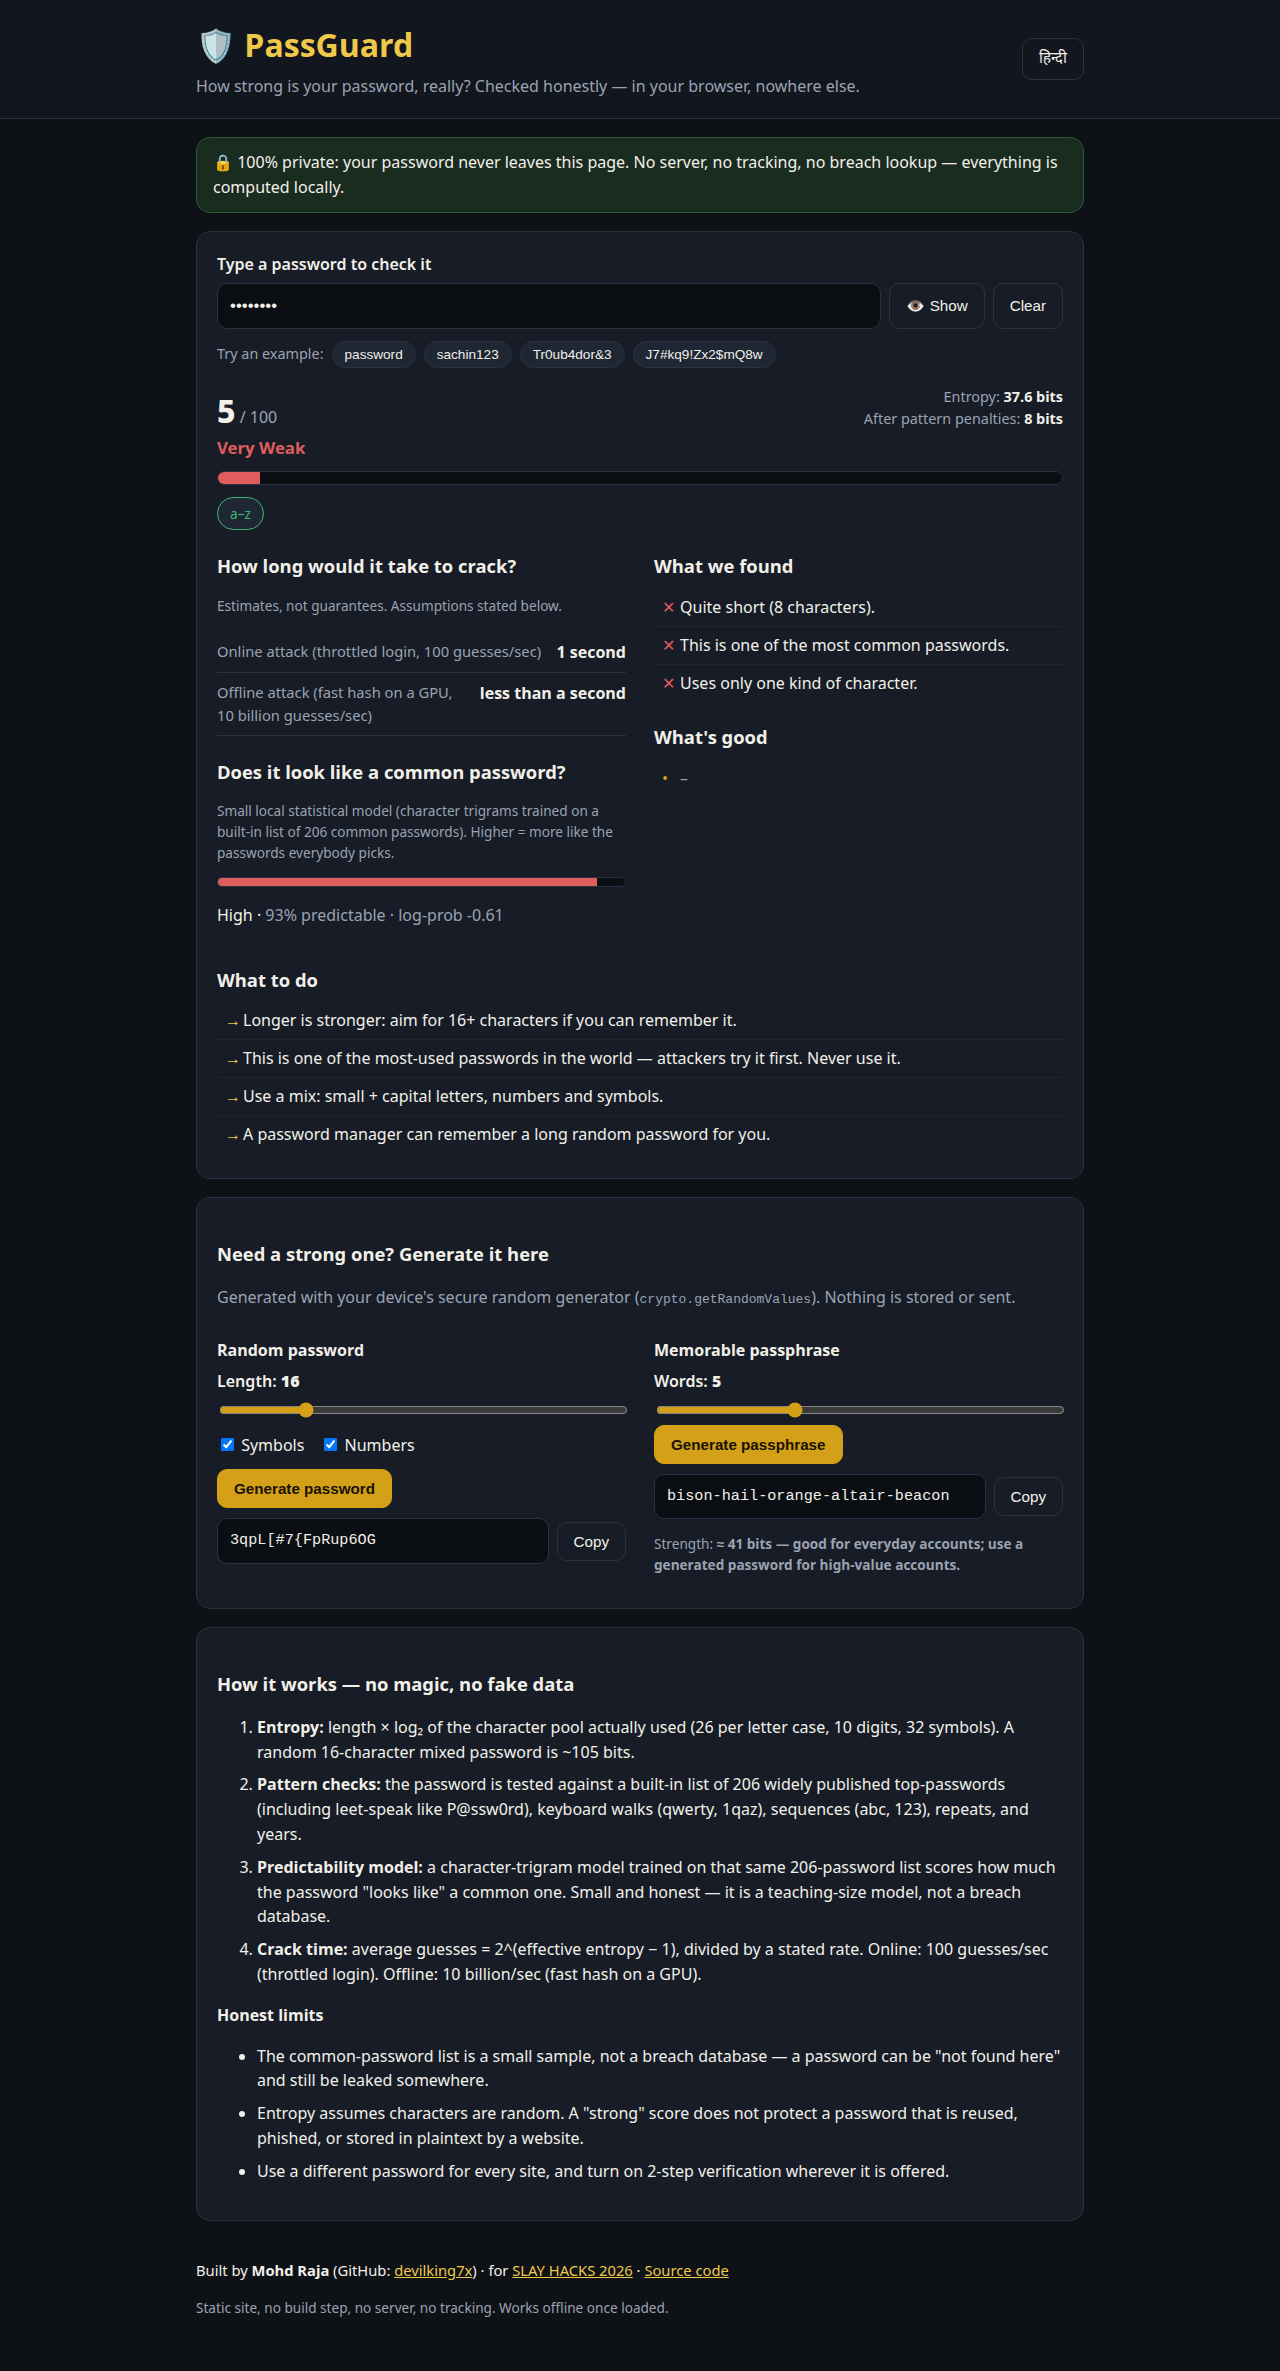 🛡️ PassGuard
हिन्दी
How strong is your password, really? Checked honestly — in your browser, nowhere else.
🔒 100% private: your password never leaves this page. No server, no tracking, no breach lookup — everything is
computed locally.
Type a password to check it
••••••••
👁️ Show
Clear
Try an example: password sachin123 Tr0ub4dor&3 J7#kq9!Zx2$mQ8w
5 / 100
Very Weak
Entropy: 37.6 bits
After pattern penalties: 8 bits
a–z
How long would it take to crack?
Estimates, not guarantees. Assumptions stated below.
Online attack (throttled login, 100 guesses/sec) 1 second
Offline attack (fast hash on a GPU, less than a second
10 billion guesses/sec)
Does it look like a common password?
Small local statistical model (character trigrams trained on a
built-in list of 206 common passwords). Higher = more like the
passwords everybody picks.
High · 93% predictable · log-prob -0.61
What we found
✕ Quite short (8 characters).
✕ This is one of the most common passwords.
✕ Uses only one kind of character.
What's good
• –
What to do
→ Longer is stronger: aim for 16+ characters if you can remember it.
→ This is one of the most-used passwords in the world — attackers try it first. Never use it.
→ Use a mix: small + capital letters, numbers and symbols.
→ A password manager can remember a long random password for you.
Need a strong one? Generate it here
Generated with your device's secure random generator (crypto.getRandomValues). Nothing is stored or sent.
Random password
Length: 16
Symbols Numbers
Generate password
3qpL[#7{FpRup6OG
Copy
Memorable passphrase
Words: 5
Generate passphrase
bison-hail-orange-altair-beacon
Copy
Strength: ≈ 41 bits — good for everyday accounts; use a
generated password for high-value accounts.
How it works — no magic, no fake data
1. Entropy: length × log₂ of the character pool actually used (26 per letter case, 10 digits, 32 symbols). A
random 16-character mixed password is ~105 bits.
2. Pattern checks: the password is tested against a built-in list of 206 widely published top-passwords
(including leet-speak like P@ssw0rd), keyboard walks (qwerty, 1qaz), sequences (abc, 123), repeats, and
years.
3. Predictability model: a character-trigram model trained on that same 206-password list scores how much
the password "looks like" a common one. Small and honest — it is a teaching-size model, not a breach
database.
4. Crack time: average guesses = 2^(effective entropy − 1), divided by a stated rate. Online: 100 guesses/sec
(throttled login). Offline: 10 billion/sec (fast hash on a GPU).
Honest limits
• The common-password list is a small sample, not a breach database — a password can be "not found here"
and still be leaked somewhere.
• Entropy assumes characters are random. A "strong" score does not protect a password that is reused,
phished, or stored in plaintext by a website.
• Use a different password for every site, and turn on 2-step verification wherever it is offered.
Built by Mohd Raja (GitHub: devilking7x) · for SLAY HACKS 2026 · Source code
Static site, no build step, no server, no tracking. Works offline once loaded.